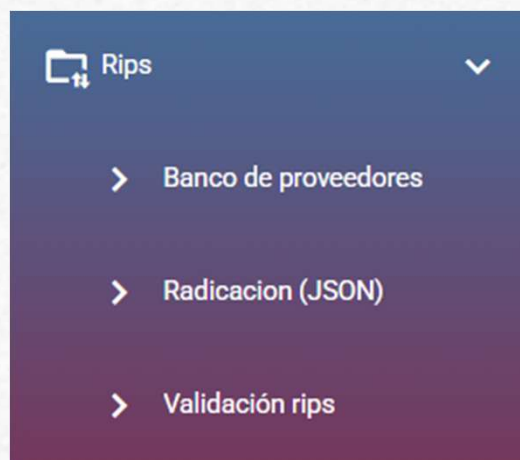 Rips
Banco de proveedores
Radicacion (JSON)
Validación rips